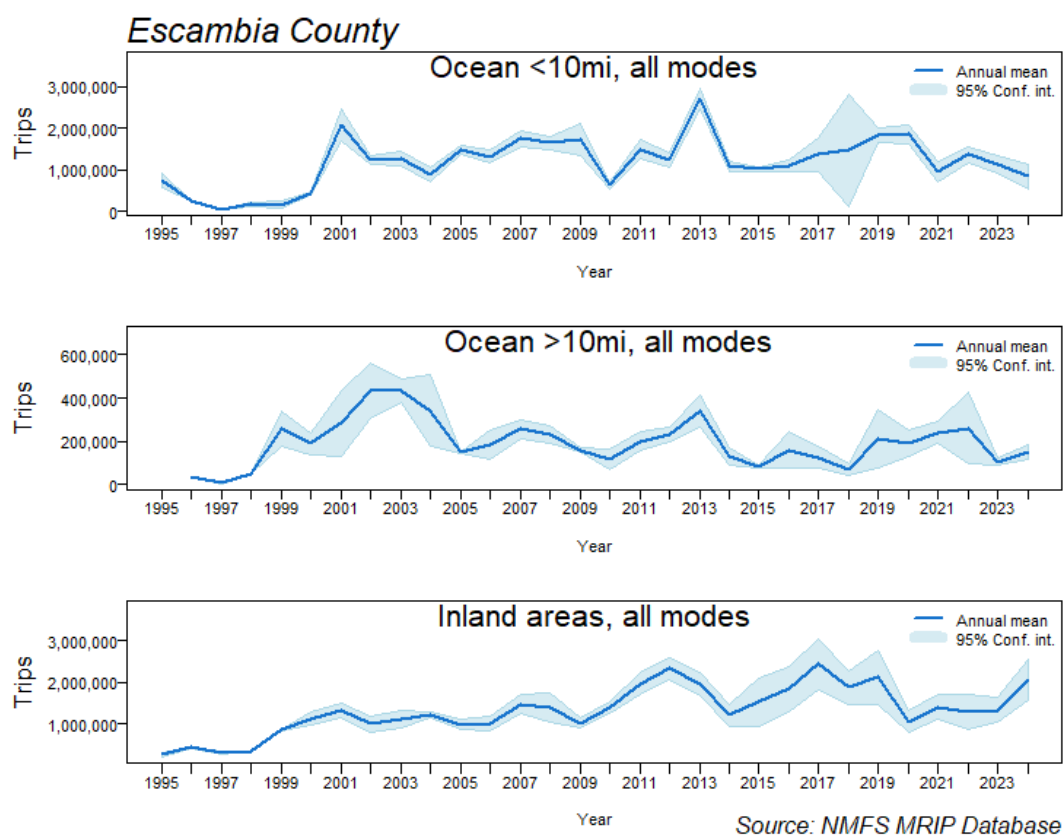 Escambia County
Ocean <10mi, all modes
Annual mean
95% Conf. int.
Trips
3,000,000
2,000,000
1,000,000
0
1995 1997 1999 2001 2003 2005 2007 2009 2011 2013 2015 2017 2019 2021 2023
Year
Ocean >10mi, all modes
Annual mean
95% Conf. int.
Trips
600,000
400,000
200,000
0
1995 1997 1999 2001 2003 2005 2007 2009 2011 2013 2015 2017 2019 2021 2023
Year
Inland areas, all modes
Annual mean
95% Conf. int.
Trips
3,000,000
2,000,000
1,000,000
1995 1997 1999 2001 2003 2005 2007 2009 2011 2013 2015 2017 2019 2021 2023
Year
Source: NMFS MRIP Database